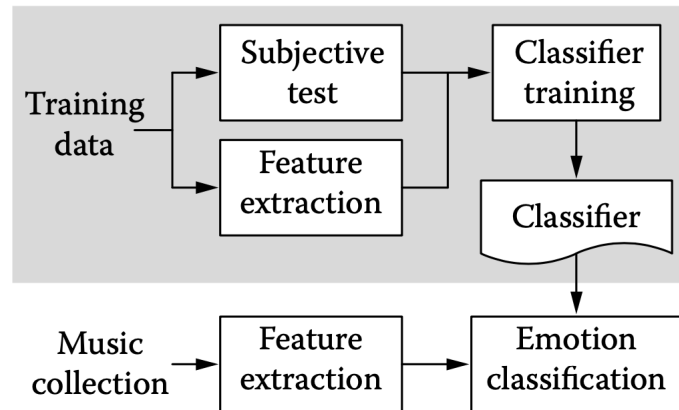 Training
data
Subjective
test
Feature
extraction
Classifier
training
Classifier
Music
collection
Feature
extraction
Emotion
classification